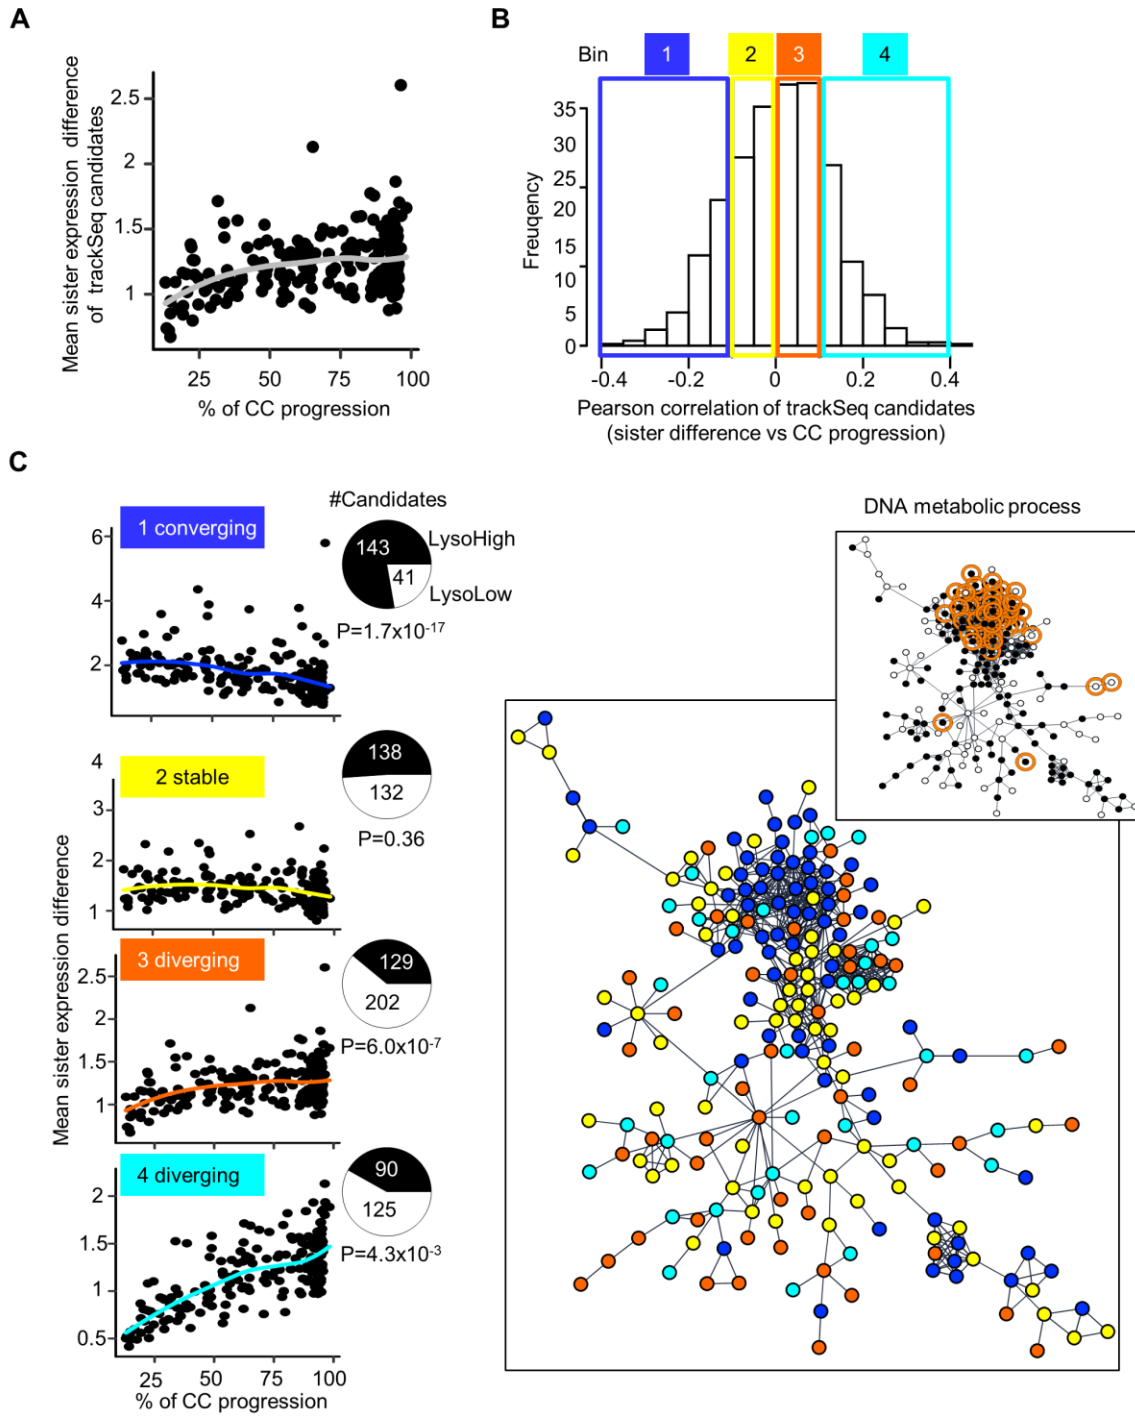 A
Mean sister expression difference
of trackSeq candidates
2.5
2
1.5
1
25 50 75 100
% of CC progression
B
Bin 1 2 3 4
Freuqency
35
30
25
20
15
10
5
0
-0.4 -0.2 0 0.2 0.4
Pearson correlation of trackSeq candidates
(sister difference vs CC progression)
C
Mean sister expression difference
#Candidates
1 converging
6
4
2
143
41
LysoHigh
LysoLow
P=1.7x10-17
2 stable
4
3
2
1
138
132
P=0.36
3 diverging
2.5
2
1.5
1
129
202
P=6.0x10-7
4 diverging
2
1.5
1
0.5
90
125
P=4.3x10-3
25 50 75 100
% of CC progression
DNA metabolic process